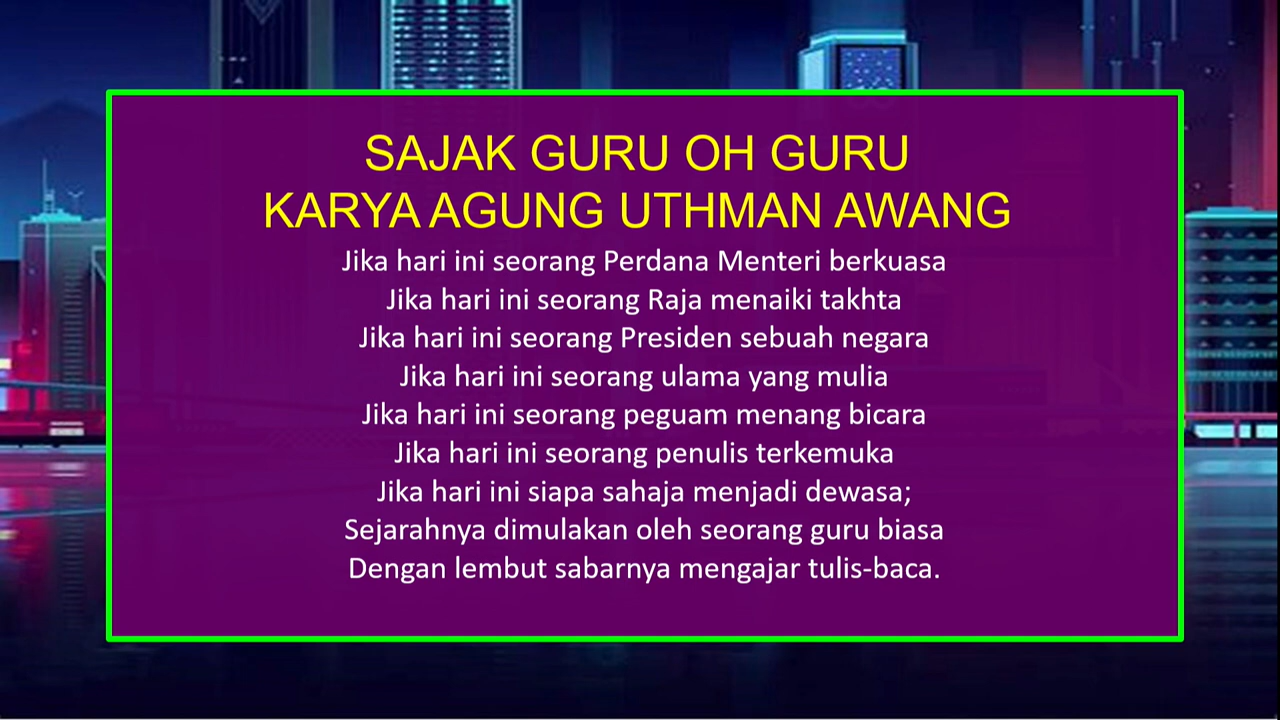 SAJAK GURU OH GURU
KARYA AGUNG UTHMAN AWANG
Jika hari ini seorang Perdana Menteri berkuasa
Jika hari ini seorang Raja menaiki takhta
Jika hari ini seorang Presiden sebuah negara
Jika hari ini seorang ulama yang mulia
Jika hari ini seorang peguam menang bicara
Jika hari ini seorang penulis terkemuka
Jika hari ini siapa sahaja menjadi dewasa;
Sejarahnya dimulakan oleh seorang guru biasa
Dengan lembut sabarnya mengajar tulis-baca.